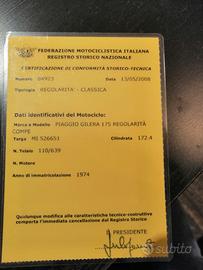 FEDERAZIONE MOTOCICLISTICA ITALIANA
REGISTRO STORICO NAZIONALE
CERTIFICAZIONE DI CONFORMITÀ STORICO-TECNICA
Numero 04923 Data 13/05/2008
Tipologia REGOLARITA' - CLASSICA
Dati identificativi del Motociclo:
Marca e Modello PIAGGIO GILERA 175 REGOLARITÀ
COMPE
Targa MI 526651 Cilindrata 172.4
N. Telaio 110/639
N. Motore
Anno di immatricolazione 1974
Qualunque modifica alle caratteristiche tecnico-costruttive
comporta l'immediata cancellazione dal Registro Storico
IL PRESIDENTE
subito